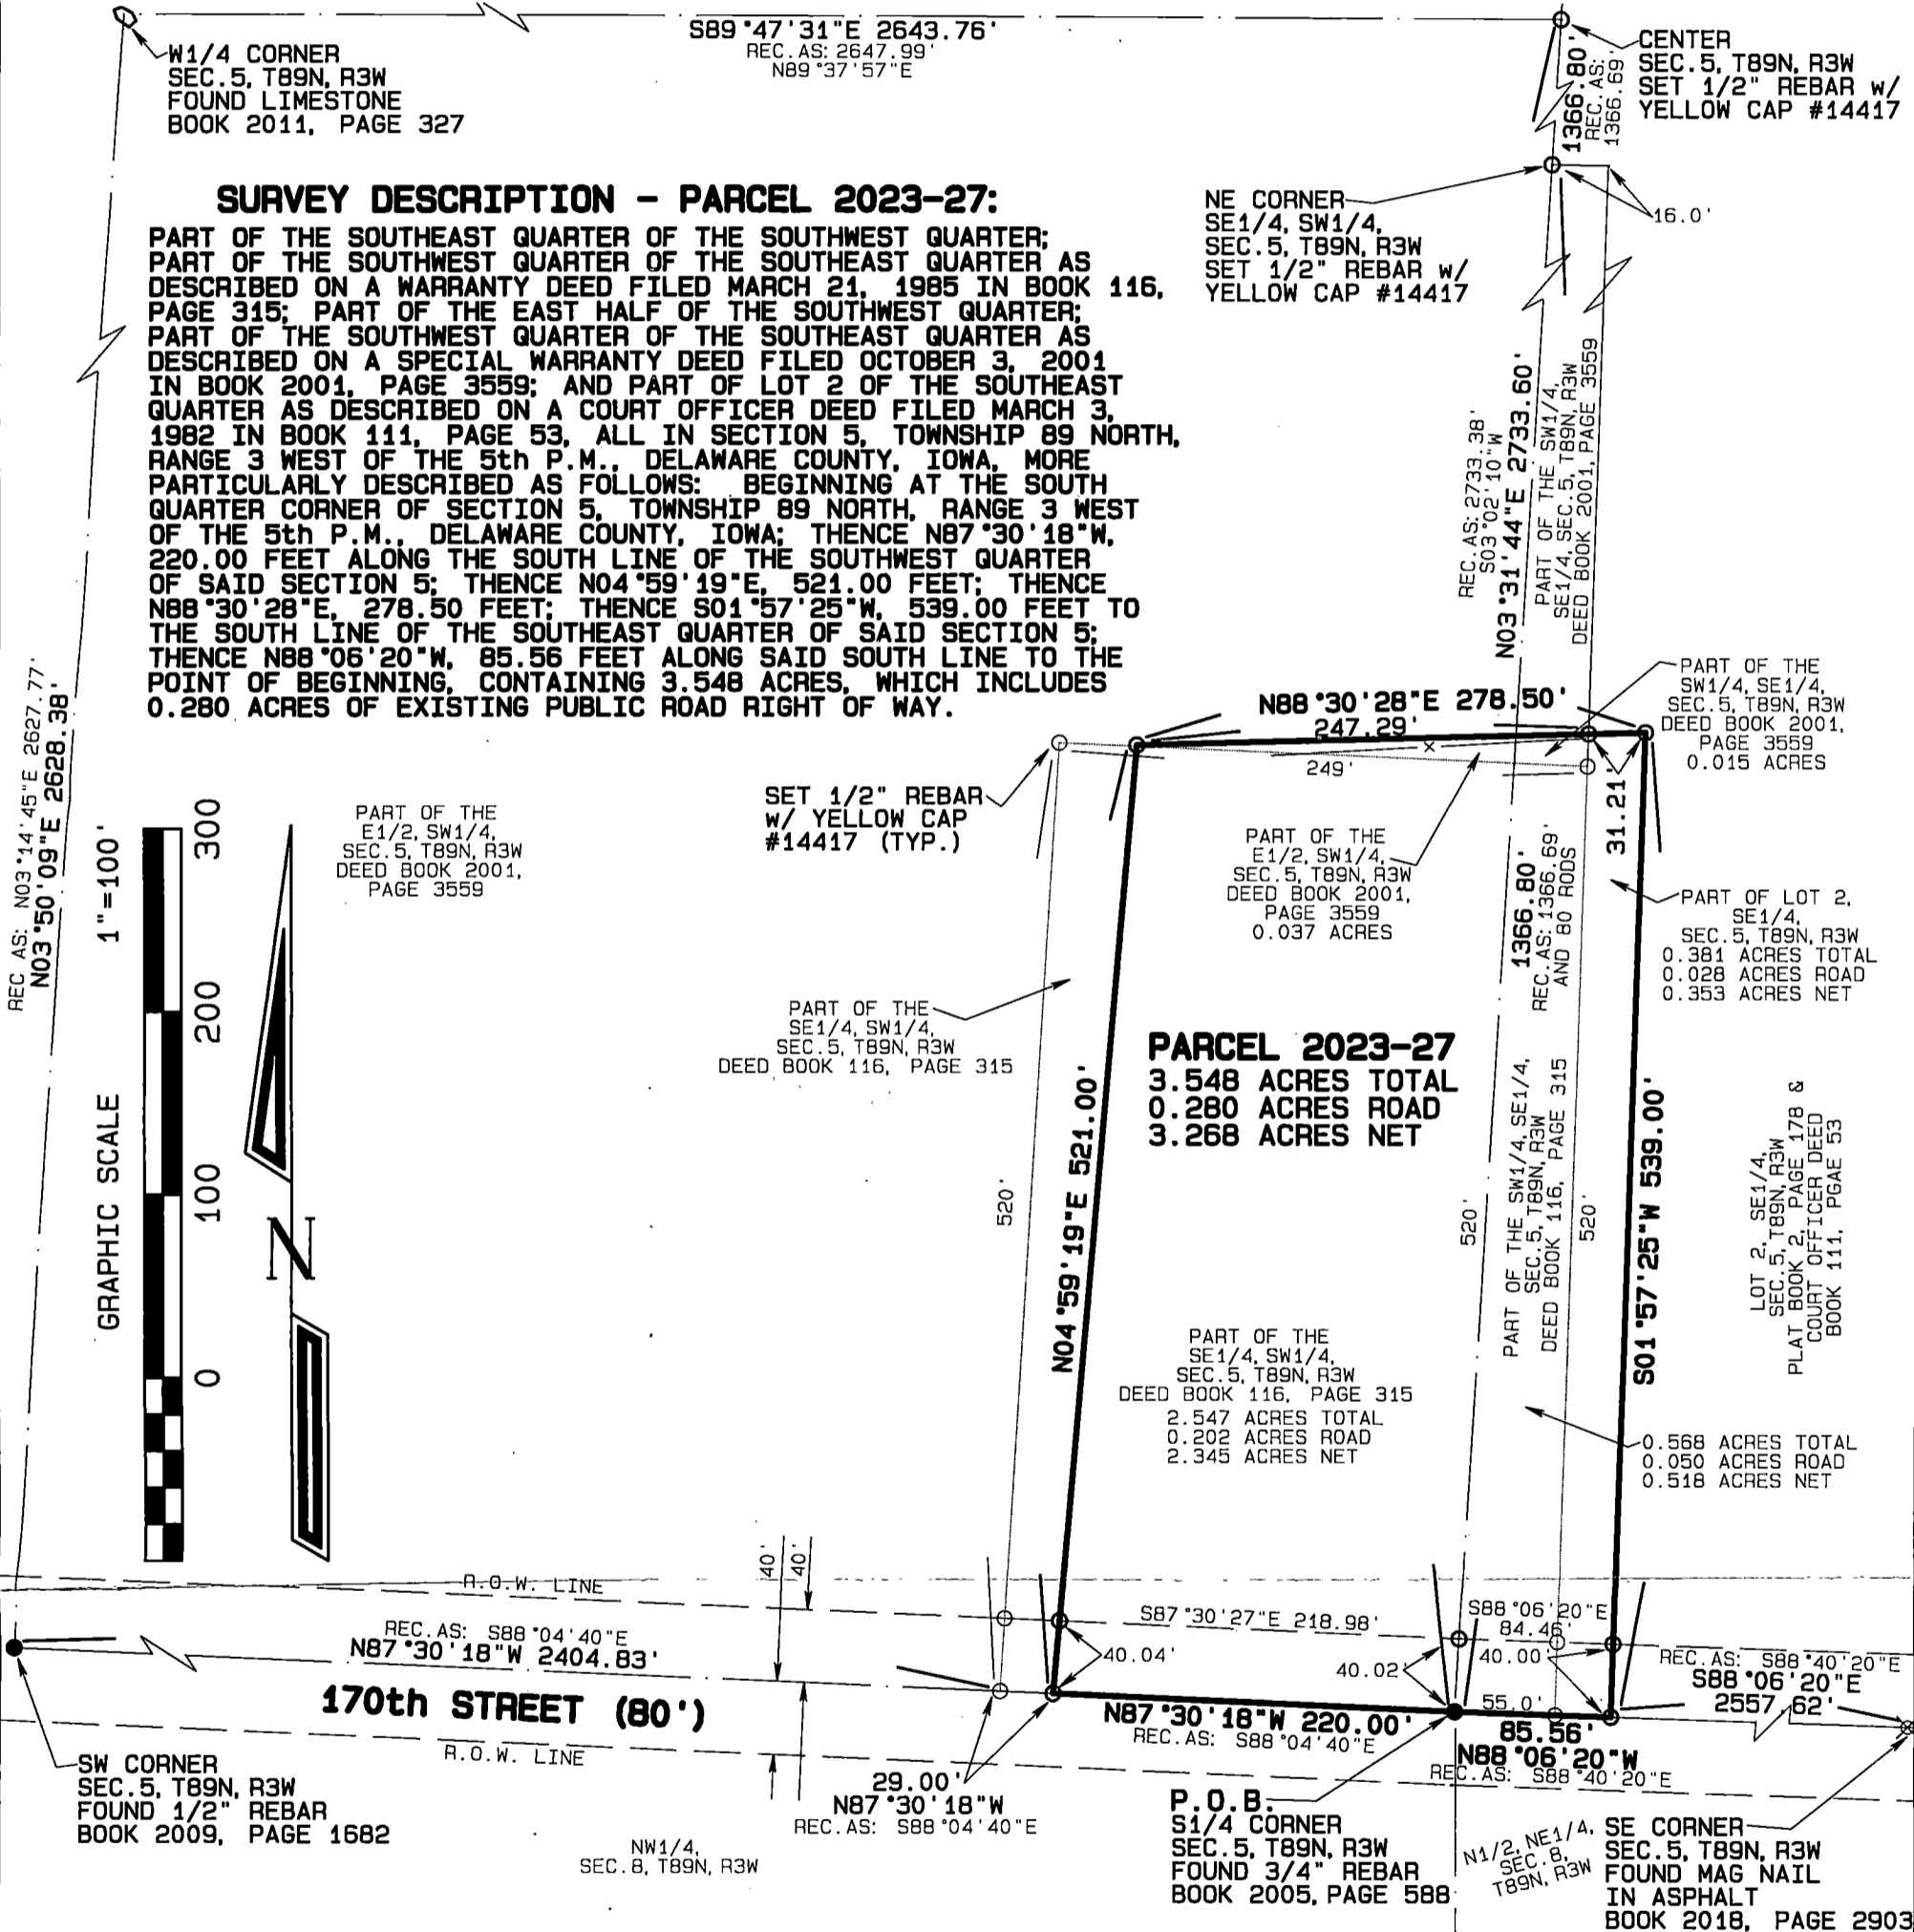 S89°47'31"E 2643.76'
REC.AS: 2647.99'
N89°37'57"E
W1/4 CORNER
SEC.5, T89N, R3W
FOUND LIMESTONE
BOOK 2011, PAGE 327
CENTER
SEC.5, T89N, R3W
SET 1/2" REBAR w/
YELLOW CAP #14417
1366.80'
REC.AS:
1366.69'
NE CORNER
SE1/4, SW1/4,
SEC.5, T89N, R3W
SET 1/2" REBAR w/
YELLOW CAP #14417
16.0'
SURVEY DESCRIPTION - PARCEL 2023-27:
PART OF THE SOUTHEAST QUARTER OF THE SOUTHWEST QUARTER;
PART OF THE SOUTHWEST QUARTER OF THE SOUTHEAST QUARTER AS
DESCRIBED ON A WARRANTY DEED FILED MARCH 21, 1985 IN BOOK 116,
PAGE 315; PART OF THE EAST HALF OF THE SOUTHWEST QUARTER;
PART OF THE SOUTHWEST QUARTER OF THE SOUTHEAST QUARTER AS
DESCRIBED ON A SPECIAL WARRANTY DEED FILED OCTOBER 3, 2001
IN BOOK 2001, PAGE 3559; AND PART OF LOT 2 OF THE SOUTHEAST
QUARTER AS DESCRIBED ON A COURT OFFICER DEED FILED MARCH 3,
1982 IN BOOK 111, PAGE 53, ALL IN SECTION 5, TOWNSHIP 89 NORTH,
RANGE 3 WEST OF THE 5th P.M., DELAWARE COUNTY, IOWA, MORE
PARTICULARLY DESCRIBED AS FOLLOWS: BEGINNING AT THE SOUTH
QUARTER CORNER OF SECTION 5, TOWNSHIP 89 NORTH, RANGE 3 WEST
OF THE 5th P.M., DELAWARE COUNTY, IOWA; THENCE N87°30'18"W,
220.00 FEET ALONG THE SOUTH LINE OF THE SOUTHWEST QUARTER
OF SAID SECTION 5; THENCE N04°59'19"E, 521.00 FEET; THENCE
N88°30'28"E, 278.50 FEET; THENCE S01°57'25"W, 539.00 FEET TO
THE SOUTH LINE OF THE SOUTHEAST QUARTER OF SAID SECTION 5;
THENCE N88°06'20"W, 85.56 FEET ALONG SAID SOUTH LINE TO THE
POINT OF BEGINNING, CONTAINING 3.548 ACRES, WHICH INCLUDES
0.280 ACRES OF EXISTING PUBLIC ROAD RIGHT OF WAY.
REC.AS: 2733.38'
S03°02'10"W
N03°31'44"E 2733.60'
PART OF THE SW1/4,
SE1/4, SEC.5, T89N, R3W
DEED BOOK 2001, PAGE 3559
REC AS: N03°14'45"E 2627.77'
N03°50'09"E 2628.38'
N88°30'28"E 278.50'
247.29'
249'
31.21'
PART OF THE
SW1/4, SE1/4,
SEC.5, T89N, R3W
DEED BOOK 2001,
PAGE 3559
0.015 ACRES
SET 1/2" REBAR
w/ YELLOW CAP
#14417 (TYP.)
PART OF THE
E1/2, SW1/4,
SEC.5, T89N, R3W
DEED BOOK 2001,
PAGE 3559
GRAPHIC SCALE 1"=100'
300
200
100
0
N
PART OF THE
E1/2, SW1/4,
SEC.5, T89N, R3W
DEED BOOK 2001,
PAGE 3559
0.037 ACRES
1366.80'
REC.AS: 1366.69'
AND 80 RODS
PART OF LOT 2,
SE1/4,
SEC.5, T89N, R3W
0.381 ACRES TOTAL
0.028 ACRES ROAD
0.353 ACRES NET
PART OF THE
SE1/4, SW1/4,
SEC.5, T89N, R3W
DEED BOOK 116, PAGE 315
PARCEL 2023-27
3.548 ACRES TOTAL
0.280 ACRES ROAD
3.268 ACRES NET
520'
N04°59'19"E 521.00'
520'
PART OF THE SW1/4, SE1/4,
SEC.5, T89N, R3W
DEED BOOK 116, PAGE 315
520'
S01°57'25"W 539.00'
LOT 2, SE1/4,
SEC.5, T89N, R3W
PLAT BOOK 2, PAGE 178 &
COURT OFFICER DEED
BOOK 111, PGAE 53
PART OF THE
SE1/4, SW1/4,
SEC.5, T89N, R3W
DEED BOOK 116, PAGE 315
2.547 ACRES TOTAL
0.202 ACRES ROAD
2.345 ACRES NET
0.568 ACRES TOTAL
0.050 ACRES ROAD
0.518 ACRES NET
R.O.W. LINE
40'
40'
REC.AS: S88°04'40"E
N87°30'18"W 2404.83'
170th STREET (80')
R.O.W. LINE
S87°30'27"E 218.98'
40.04'
40.02'
S88°06'20"E
84.46'
40.00'
55.0'
REC.AS: S88°40'20"E
S88°06'20"E
2557.62'
N87°30'18"W 220.00'
REC.AS: S88°04'40"E
85.56'
N88°06'20"W
REC.AS: S88°40'20"E
29.00'
N87°30'18"W
REC.AS: S88°04'40"E
SW CORNER
SEC.5, T89N, R3W
FOUND 1/2" REBAR
BOOK 2009, PAGE 1682
NW1/4,
SEC.8, T89N, R3W
P.O.B.
S1/4 CORNER
SEC.5, T89N, R3W
FOUND 3/4" REBAR
BOOK 2005, PAGE 588
N1/2, NE1/4,
SEC.8,
T89N, R3W
SE CORNER
SEC.5, T89N, R3W
FOUND MAG NAIL
IN ASPHALT
BOOK 2018, PAGE 2903